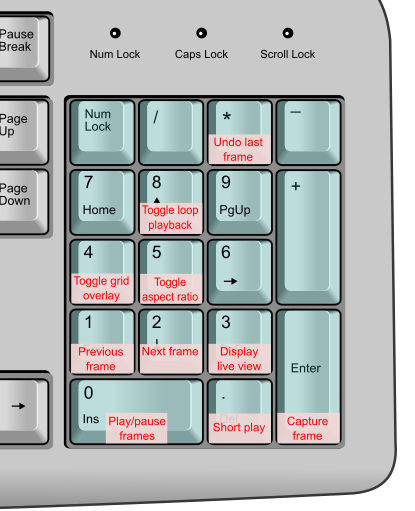 Pause
Break
Num Lock Caps Lock Scroll Lock
Page
Up
Num
Lock
/
*
Undo last
frame
–
Page
Down
7
Home
8
Toggle loop
playback
9
PgUp
+
4
Toggle grid
overlay
5
Toggle
aspect ratio
6
→
1
Previous
frame
2
Next frame
3
Display
live view
Enter
Capture
frame
→
0
Ins
Play/pause
frames
.
Short play